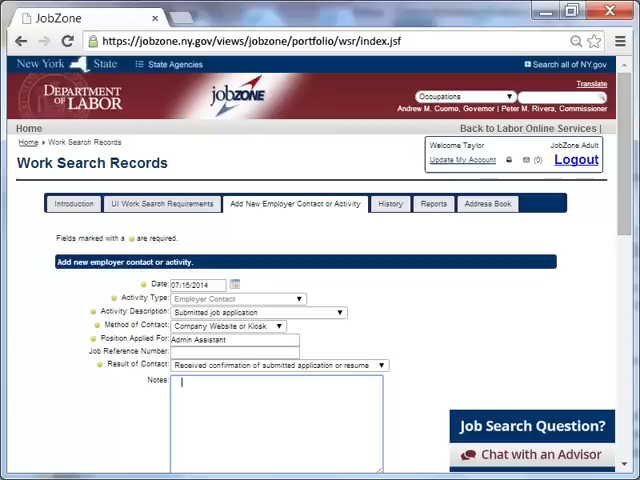 JobZone
https://jobzone.ny.gov/views/jobzone/portfolio/wsr/index.jsf
New York State State Agencies Search all of NY.gov
Translate
DEPARTMENT OF LABOR
jobZONE
Occupations
Andrew M. Cuomo, Governor | Peter M. Rivera, Commissioner
Home Back to Labor Online Services |
Home Work Search Records
Welcome Taylor JobZone Adult
Update My Account (0) Logout
Work Search Records
Introduction UI Work Search Requirements Add New Employer Contact or Activity History Reports Address Book
Fields marked with a are required.
Add new employer contact or activity.
Date: 07/16/2014
Activity Type: Employer Contact
Activity Description: Submitted job application
Method of Contact: Company Website or Kiosk
Position Applied For: Admin Assistant
Job Reference Number:
Result of Contact: Received confirmation of submitted application or resume
Notes:
Job Search Question?
Chat with an Advisor